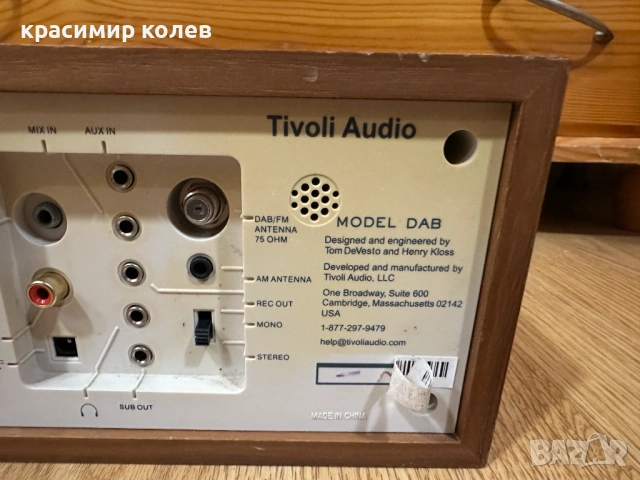 красимир колев
MIX IN
AUX IN
Tivoli Audio
DAB/FM
ANTENNA
75 OHM
MODEL DAB
Designed and engineered by
Tom DeVesto and Henry Kloss
Developed and manufactured by
Tivoli Audio, LLC
AM ANTENNA
One Broadway, Suite 600
Cambridge, Massachusetts 02142
USA
REC OUT
MONO
1-877-297-9479
help@tivoliaudio.com
STEREO
SUB OUT
MADE IN CHINA
BAZAR